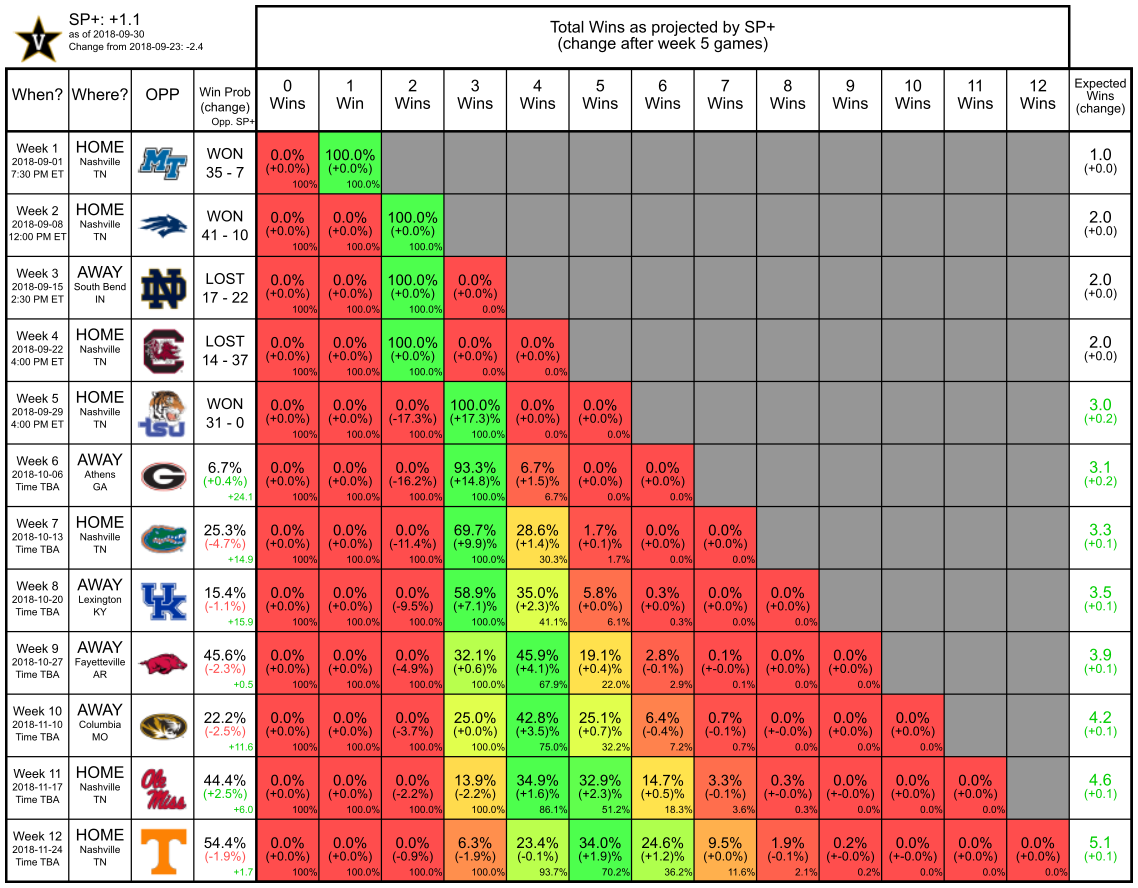 SP+: +1.1
as of 2018-09-30
Change from 2018-09-23: -2.4
Total Wins as projected by SP+
(change after week 5 games)
When? Where? OPP Win Prob (change) Opp. SP+ 0 Wins 1 Win 2 Wins 3 Wins 4 Wins 5 Wins 6 Wins 7 Wins 8 Wins 9 Wins 10 Wins 11 Wins 12 Wins Expected Wins (change)
Week 1 HOME MT WON 0.0% 100.0% 1.0
2018-09-01 Nashville 35 - 7 (+0.0%) (+0.0%) (+0.0)
7:30 PM ET TN 100% 100.0%
Week 2 HOME WON 0.0% 0.0% 100.0% 2.0
2018-09-08 Nashville 41 - 10 (+0.0%) (+0.0%) (+0.0%) (+0.0)
12:00 PM ET TN 100% 100.0% 100.0%
Week 3 AWAY ND LOST 0.0% 0.0% 100.0% 0.0% 2.0
2018-09-15 South Bend 17 - 22 (+0.0%) (+0.0%) (+0.0%) (+0.0%) (+0.0)
2:30 PM ET IN 100% 100.0% 100.0% 0.0%
Week 4 HOME C LOST 0.0% 0.0% 100.0% 0.0% 0.0% 2.0
2018-09-22 Nashville 14 - 37 (+0.0%) (+0.0%) (+0.0%) (+0.0%) (+0.0%) (+0.0)
4:00 PM ET TN 100% 100.0% 100.0% 0.0% 0.0%
Week 5 HOME tsu WON 0.0% 0.0% 0.0% 100.0% 0.0% 0.0% 3.0
2018-09-29 Nashville 31 - 0 (+0.0%) (+0.0%) (-17.3%) (+17.3)% (+0.0%) (+0.0%) (+0.2)
4:00 PM ET TN 100% 100.0% 100.0% 100.0% 0.0% 0.0%
Week 6 AWAY G 6.7% 0.0% 0.0% 0.0% 93.3% 6.7% 0.0% 0.0% 3.1
2018-10-06 Athens (+0.4%) (+0.0%) (+0.0%) (-16.2%) (+14.8)% (+1.5)% (+0.0%) (+0.0%) (+0.2)
Time TBA GA +24.1 100% 100.0% 100.0% 100.0% 6.7% 0.0% 0.0%
Week 7 HOME 25.3% 0.0% 0.0% 0.0% 69.7% 28.6% 1.7% 0.0% 0.0% 3.3
2018-10-13 Nashville (-4.7%) (+0.0%) (+0.0%) (-11.4%) (+9.9)% (+1.4)% (+0.1)% (+0.0%) (+0.0%) (+0.1)
Time TBA TN +14.9 100% 100.0% 100.0% 100.0% 30.3% 1.7% 0.0% 0.0%
Week 8 AWAY UK 15.4% 0.0% 0.0% 0.0% 58.9% 35.0% 5.8% 0.3% 0.0% 0.0% 3.5
2018-10-20 Lexington (-1.1%) (+0.0%) (+0.0%) (-9.5%) (+7.1)% (+2.3)% (+0.0%) (+0.0%) (+0.0%) (+0.0%) (+0.1)
Time TBA KY +15.9 100% 100.0% 100.0% 100.0% 41.1% 6.1% 0.3% 0.0% 0.0%
Week 9 AWAY 45.6% 0.0% 0.0% 0.0% 32.1% 45.9% 19.1% 2.8% 0.1% 0.0% 0.0% 3.9
2018-10-27 Fayetteville (-2.3%) (+0.0%) (+0.0%) (-4.9%) (+0.6)% (+4.1)% (+0.4)% (-0.1%) (+-0.0%) (+0.0%) (+0.0%) (+0.1)
Time TBA AR +0.5 100% 100.0% 100.0% 100.0% 67.9% 22.0% 2.9% 0.1% 0.0% 0.0%
Week 10 AWAY 22.2% 0.0% 0.0% 0.0% 25.0% 42.8% 25.1% 6.4% 0.7% 0.0% 0.0% 0.0% 4.2
2018-11-10 Columbia (-2.5%) (+0.0%) (+0.0%) (-3.7%) (+0.0%) (+3.5)% (+0.7)% (-0.4%) (-0.1%) (+-0.0%) (+0.0%) (+0.0%) (+0.1)
Time TBA MO +11.6 100% 100.0% 100.0% 100.0% 75.0% 32.2% 7.2% 0.7% 0.0% 0.0% 0.0%
Week 11 HOME Ole Miss 44.4% 0.0% 0.0% 0.0% 13.9% 34.9% 32.9% 14.7% 3.3% 0.3% 0.0% 0.0% 0.0% 4.6
2018-11-17 Nashville (+2.5%) (+0.0%) (+0.0%) (-2.2%) (-2.2%) (+1.6)% (+2.3)% (+0.5)% (-0.1%) (+-0.0%) (+-0.0%) (+0.0%) (+0.0%) (+0.1)
Time TBA TN +6.0 100% 100.0% 100.0% 100.0% 86.1% 51.2% 18.3% 3.6% 0.3% 0.0% 0.0% 0.0%
Week 12 HOME T 54.4% 0.0% 0.0% 0.0% 6.3% 23.4% 34.0% 24.6% 9.5% 1.9% 0.2% 0.0% 0.0% 0.0% 5.1
2018-11-24 Nashville (-1.9%) (+0.0%) (+0.0%) (-0.9%) (-1.9%) (-0.1%) (+1.9)% (+1.2)% (+0.0)% (-0.1%) (+-0.0%) (+-0.0%) (+0.0%) (+0.0%) (+0.1)
Time TBA TN +1.7 100% 100.0% 100.0% 100.0% 93.7% 70.2% 36.2% 11.6% 2.1% 0.2% 0.0% 0.0% 0.0%